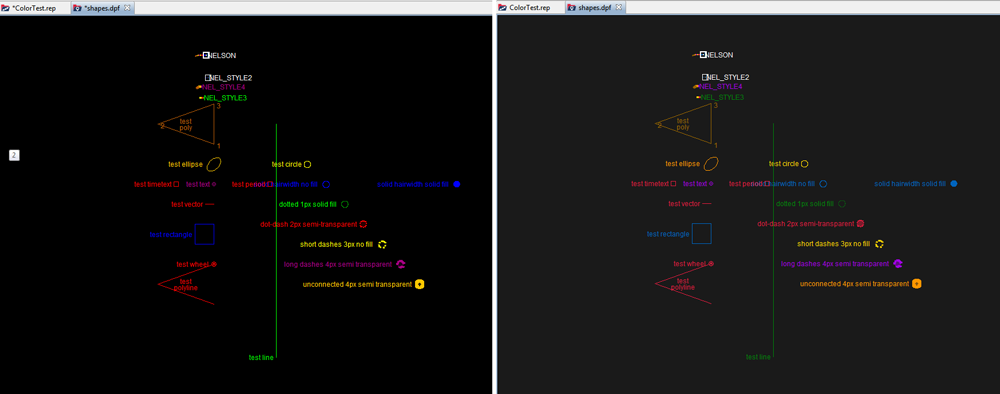 *ColorTest.rep
*shapes.dpf
NELSON
NEL_STYLE2
NEL_STYLE4
NEL_STYLE3
3
test
poly
2
1
2
test ellipse
test circle
test timetext
test text
test period
hairwidth no fill
solid hairwidth solid fill
test vector
dotted 1px solid fill
dot-dash 2px semi-transparent
test rectangle
short dashes 3px no fill
test wheel
long dashes 4px semi transparent
test
polyline
unconnected 4px semi transparent
test line
ColorTest.rep
shapes.dpf
NELSON
NEL_STYLE2
NEL_STYLE4
NEL_STYLE3
3
test
poly
2
1
test ellipse
test circle
test timetext
test text
test period
hairwidth no fill
solid hairwidth solid fill
test vector
dotted 1px solid fill
dot-dash 2px semi-transparent
test rectangle
short dashes 3px no fill
test wheel
long dashes 4px semi transparent
test
polyline
unconnected 4px semi transparent
test line